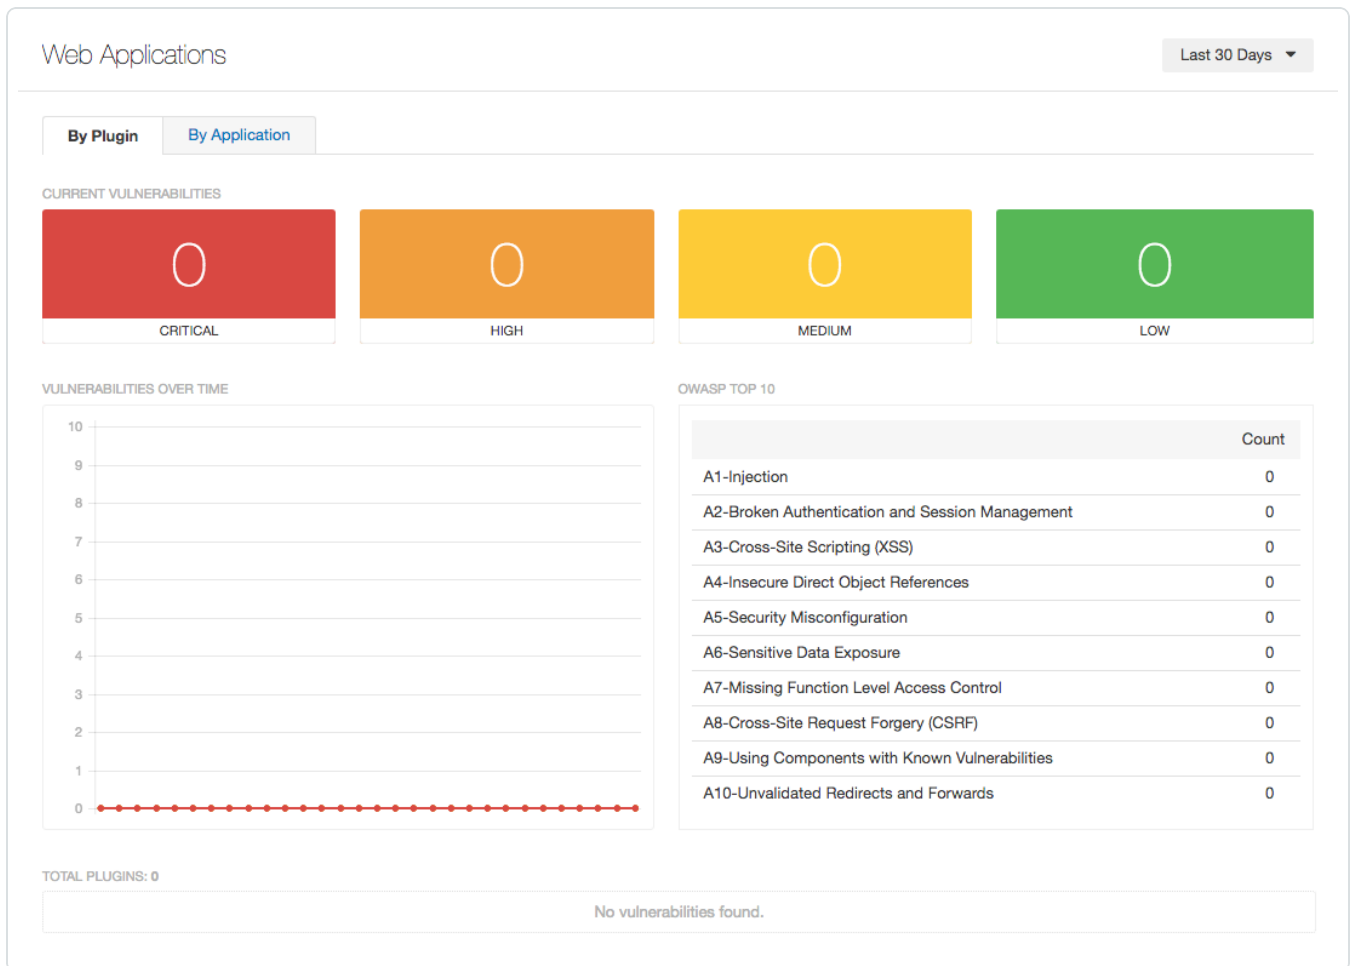 Web Applications
Last 30 Days
By Plugin
By Application
CURRENT VULNERABILITIES
0
CRITICAL
0
HIGH
0
MEDIUM
0
LOW
VULNERABILITIES OVER TIME
10
9
8
7
6
5
4
3
2
1
0
OWASP TOP 10
Count
A1-Injection 0
A2-Broken Authentication and Session Management 0
A3-Cross-Site Scripting (XSS) 0
A4-Insecure Direct Object References 0
A5-Security Misconfiguration 0
A6-Sensitive Data Exposure 0
A7-Missing Function Level Access Control 0
A8-Cross-Site Request Forgery (CSRF) 0
A9-Using Components with Known Vulnerabilities 0
A10-Unvalidated Redirects and Forwards 0
TOTAL PLUGINS: 0
No vulnerabilities found.